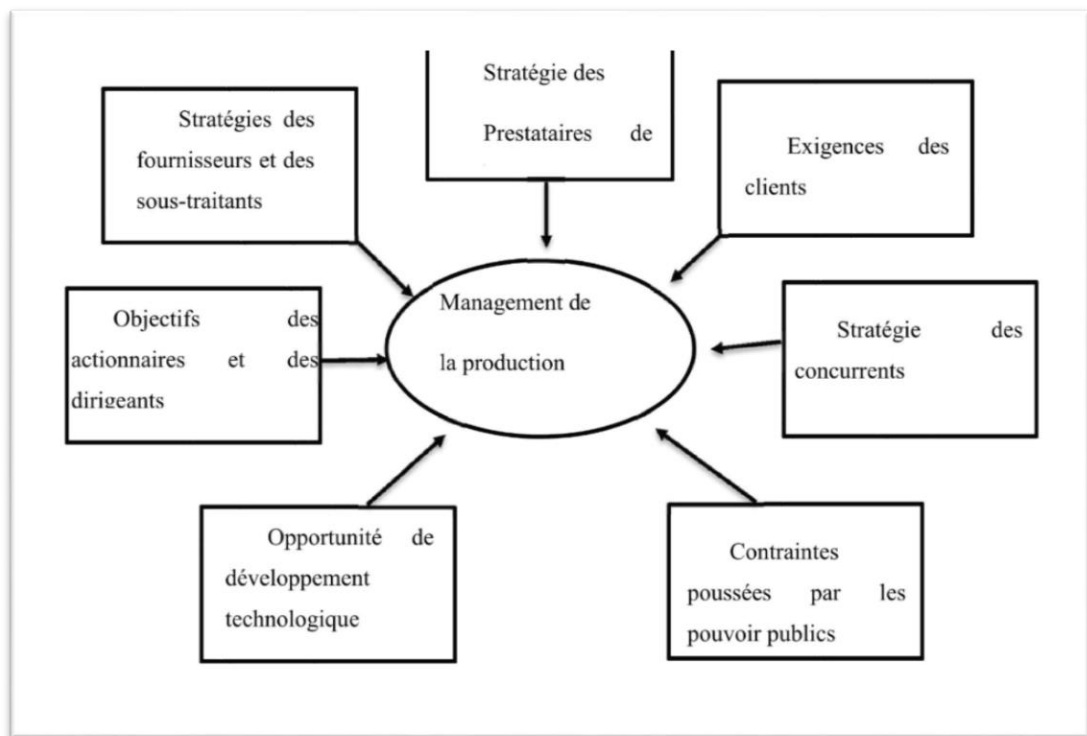 Stratégie des
Prestataires de
Stratégies des
fournisseurs et des
sous-traitants
Exigences des
clients
Management de
la production
Objectifs des
actionnaires et des
dirigeants
Stratégie des
concurrents
Opportunité de
développement
technologique
Contraintes
poussées par les
pouvoir publics